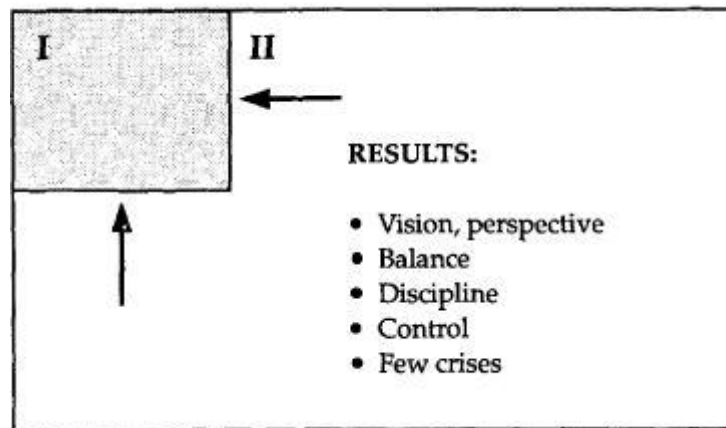 I II
RESULTS:
• Vision, perspective
• Balance
• Discipline
• Control
• Few crises